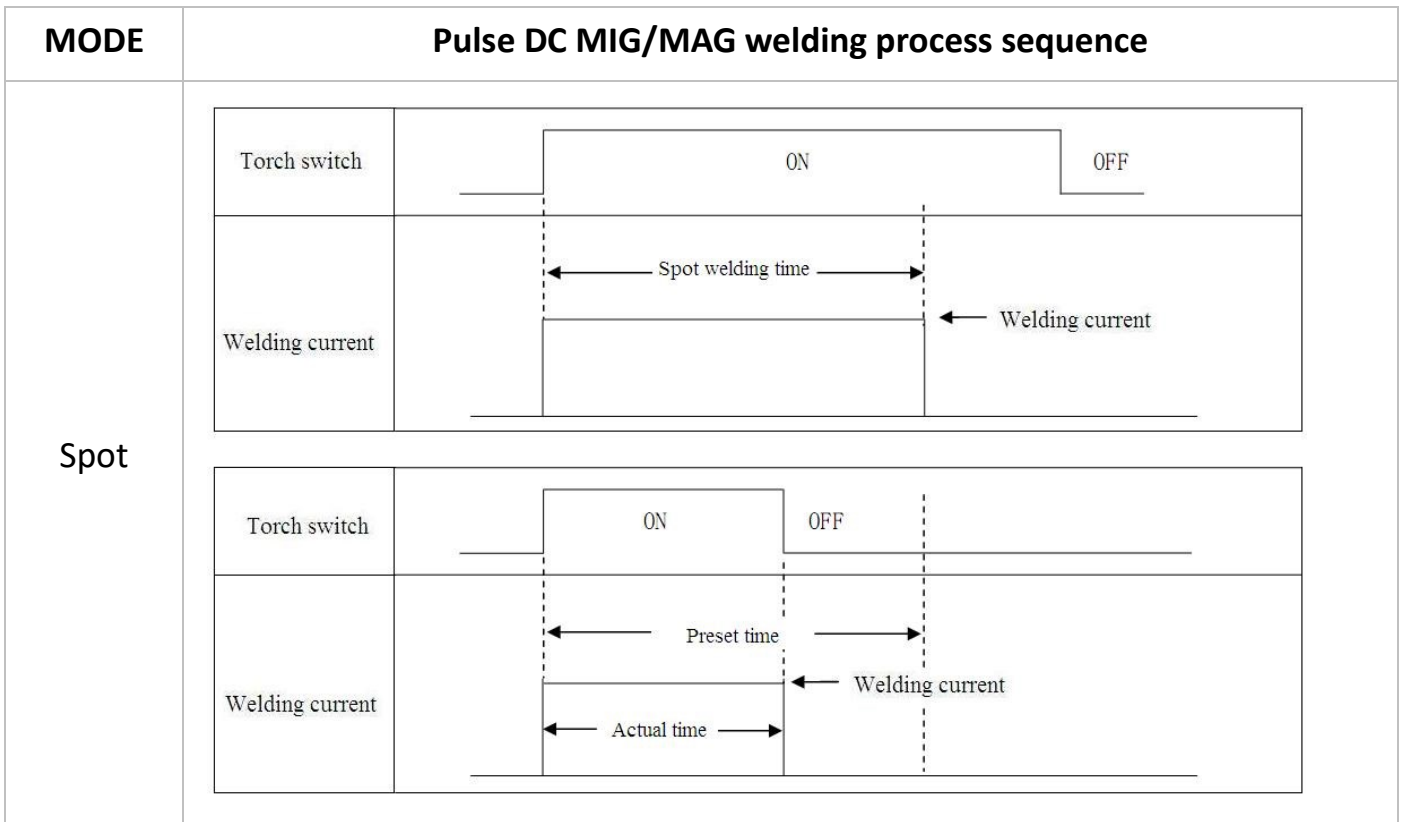 MODE
Pulse DC MIG/MAG welding process sequence
Spot
Torch switch
ON
OFF
Spot welding time
Welding current
Welding current
Torch switch
ON
OFF
Preset time
Welding current
Welding current
Actual time